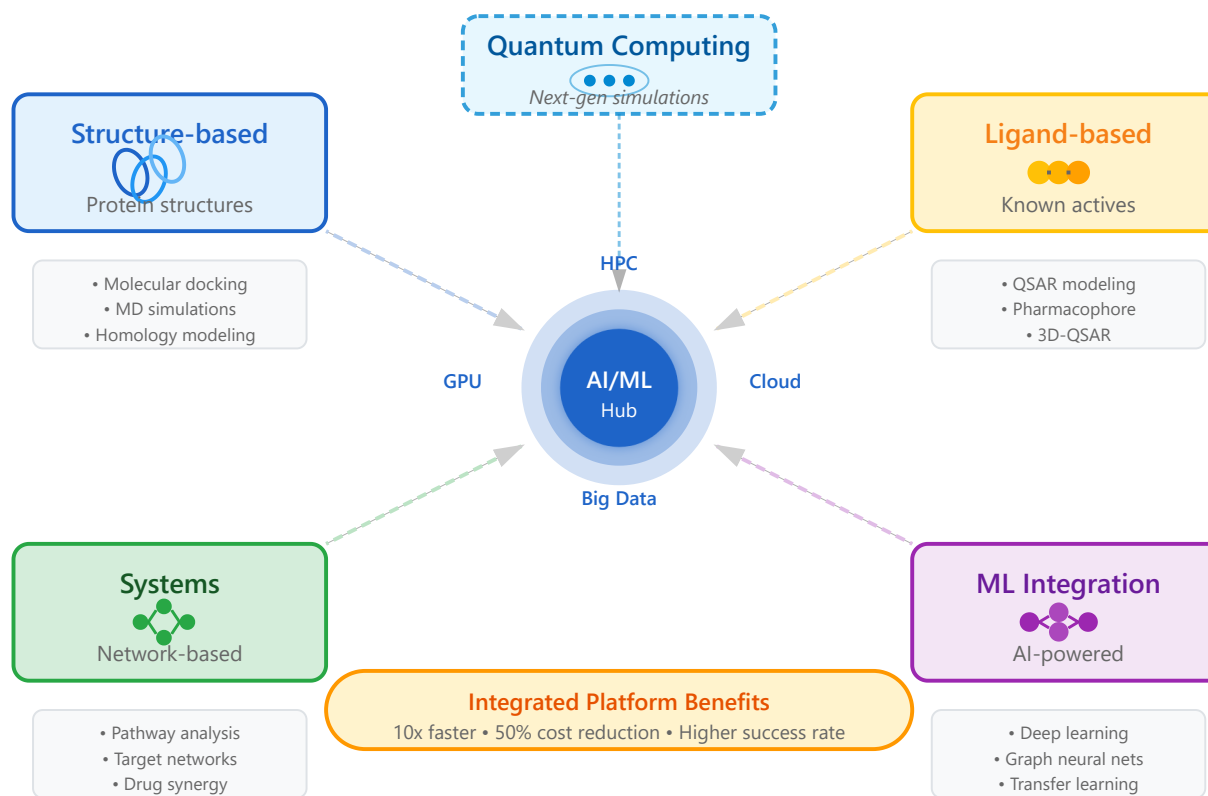 Quantum Computing
Next-gen simulations
Structure-based
Protein structures
• Molecular docking
• MD simulations
• Homology modeling
Ligand-based
Known actives
• QSAR modeling
• Pharmacophore
• 3D-QSAR
HPC
GPU
AI/ML
Hub
Cloud
Big Data
Systems
Network-based
• Pathway analysis
• Target networks
• Drug synergy
ML Integration
AI-powered
• Deep learning
• Graph neural nets
• Transfer learning
Integrated Platform Benefits
10x faster • 50% cost reduction • Higher success rate